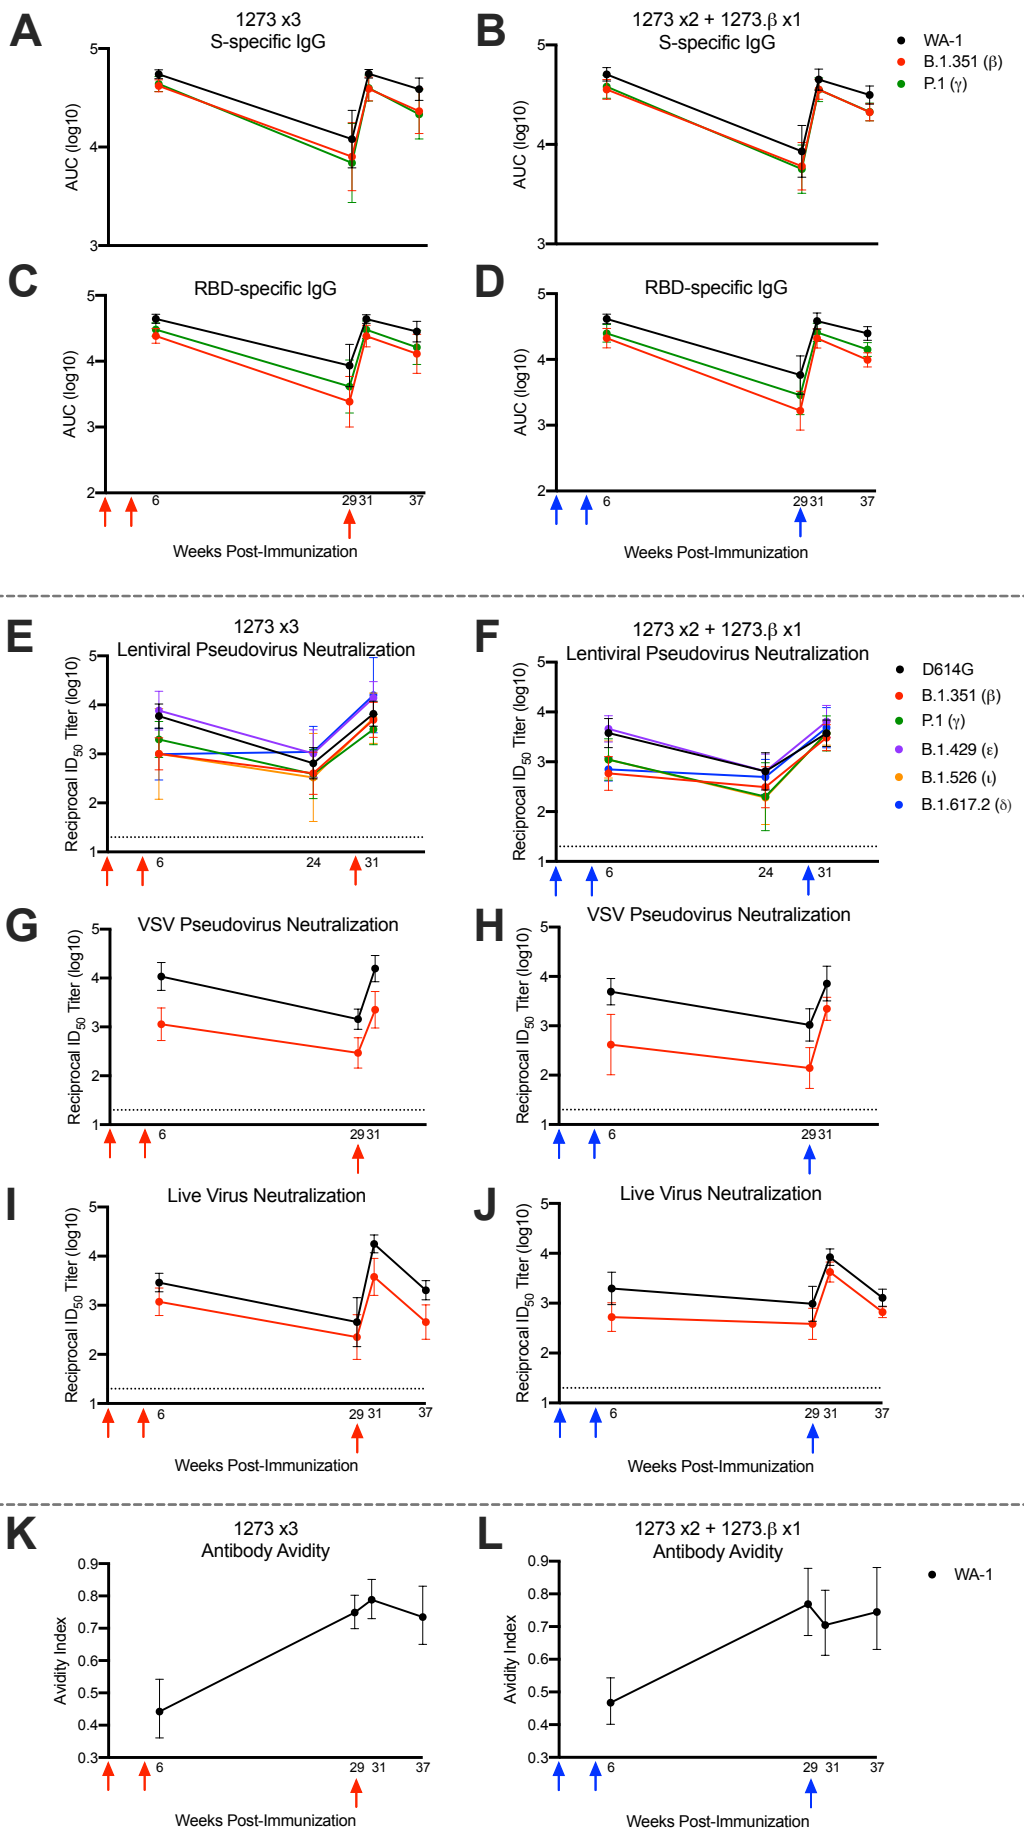 A
1273 x3
S-specific IgG
AUC (log10)
5
4
3
B
1273 x2 + 1273.β x1
S-specific IgG
AUC (log10)
5
4
3
WA-1
B.1.351 (β)
P.1 (γ)
C
RBD-specific IgG
AUC (log10)
5
4
3
2
6
29
31
37
Weeks Post-Immunization
D
RBD-specific IgG
AUC (log10)
5
4
3
2
6
29
31
37
Weeks Post-Immunization
E
1273 x3
Lentiviral Pseudovirus Neutralization
Reciprocal ID50 Titer (log10)
5
4
3
2
1
6
24
31
F
1273 x2 + 1273.β x1
Lentiviral Pseudovirus Neutralization
Reciprocal ID50 Titer (log10)
5
4
3
2
1
6
24
31
D614G
B.1.351 (β)
P.1 (γ)
B.1.429 (ε)
B.1.526 (ι)
B.1.617.2 (δ)
G
VSV Pseudovirus Neutralization
Reciprocal ID50 Titer (log10)
5
4
3
2
1
6
29
31
H
VSV Pseudovirus Neutralization
Reciprocal ID50 Titer (log10)
5
4
3
2
1
6
29
31
I
Live Virus Neutralization
Reciprocal ID50 Titer (log10)
5
4
3
2
1
6
29
31
37
Weeks Post-Immunization
J
Live Virus Neutralization
Reciprocal ID50 Titer (log10)
5
4
3
2
1
6
29
31
37
Weeks Post-Immunization
K
1273 x3
Antibody Avidity
Avidity Index
0.9
0.8
0.7
0.6
0.5
0.4
0.3
6
29
31
37
Weeks Post-Immunization
L
1273 x2 + 1273.β x1
Antibody Avidity
Avidity Index
0.9
0.8
0.7
0.6
0.5
0.4
0.3
6
29
31
37
Weeks Post-Immunization
WA-1